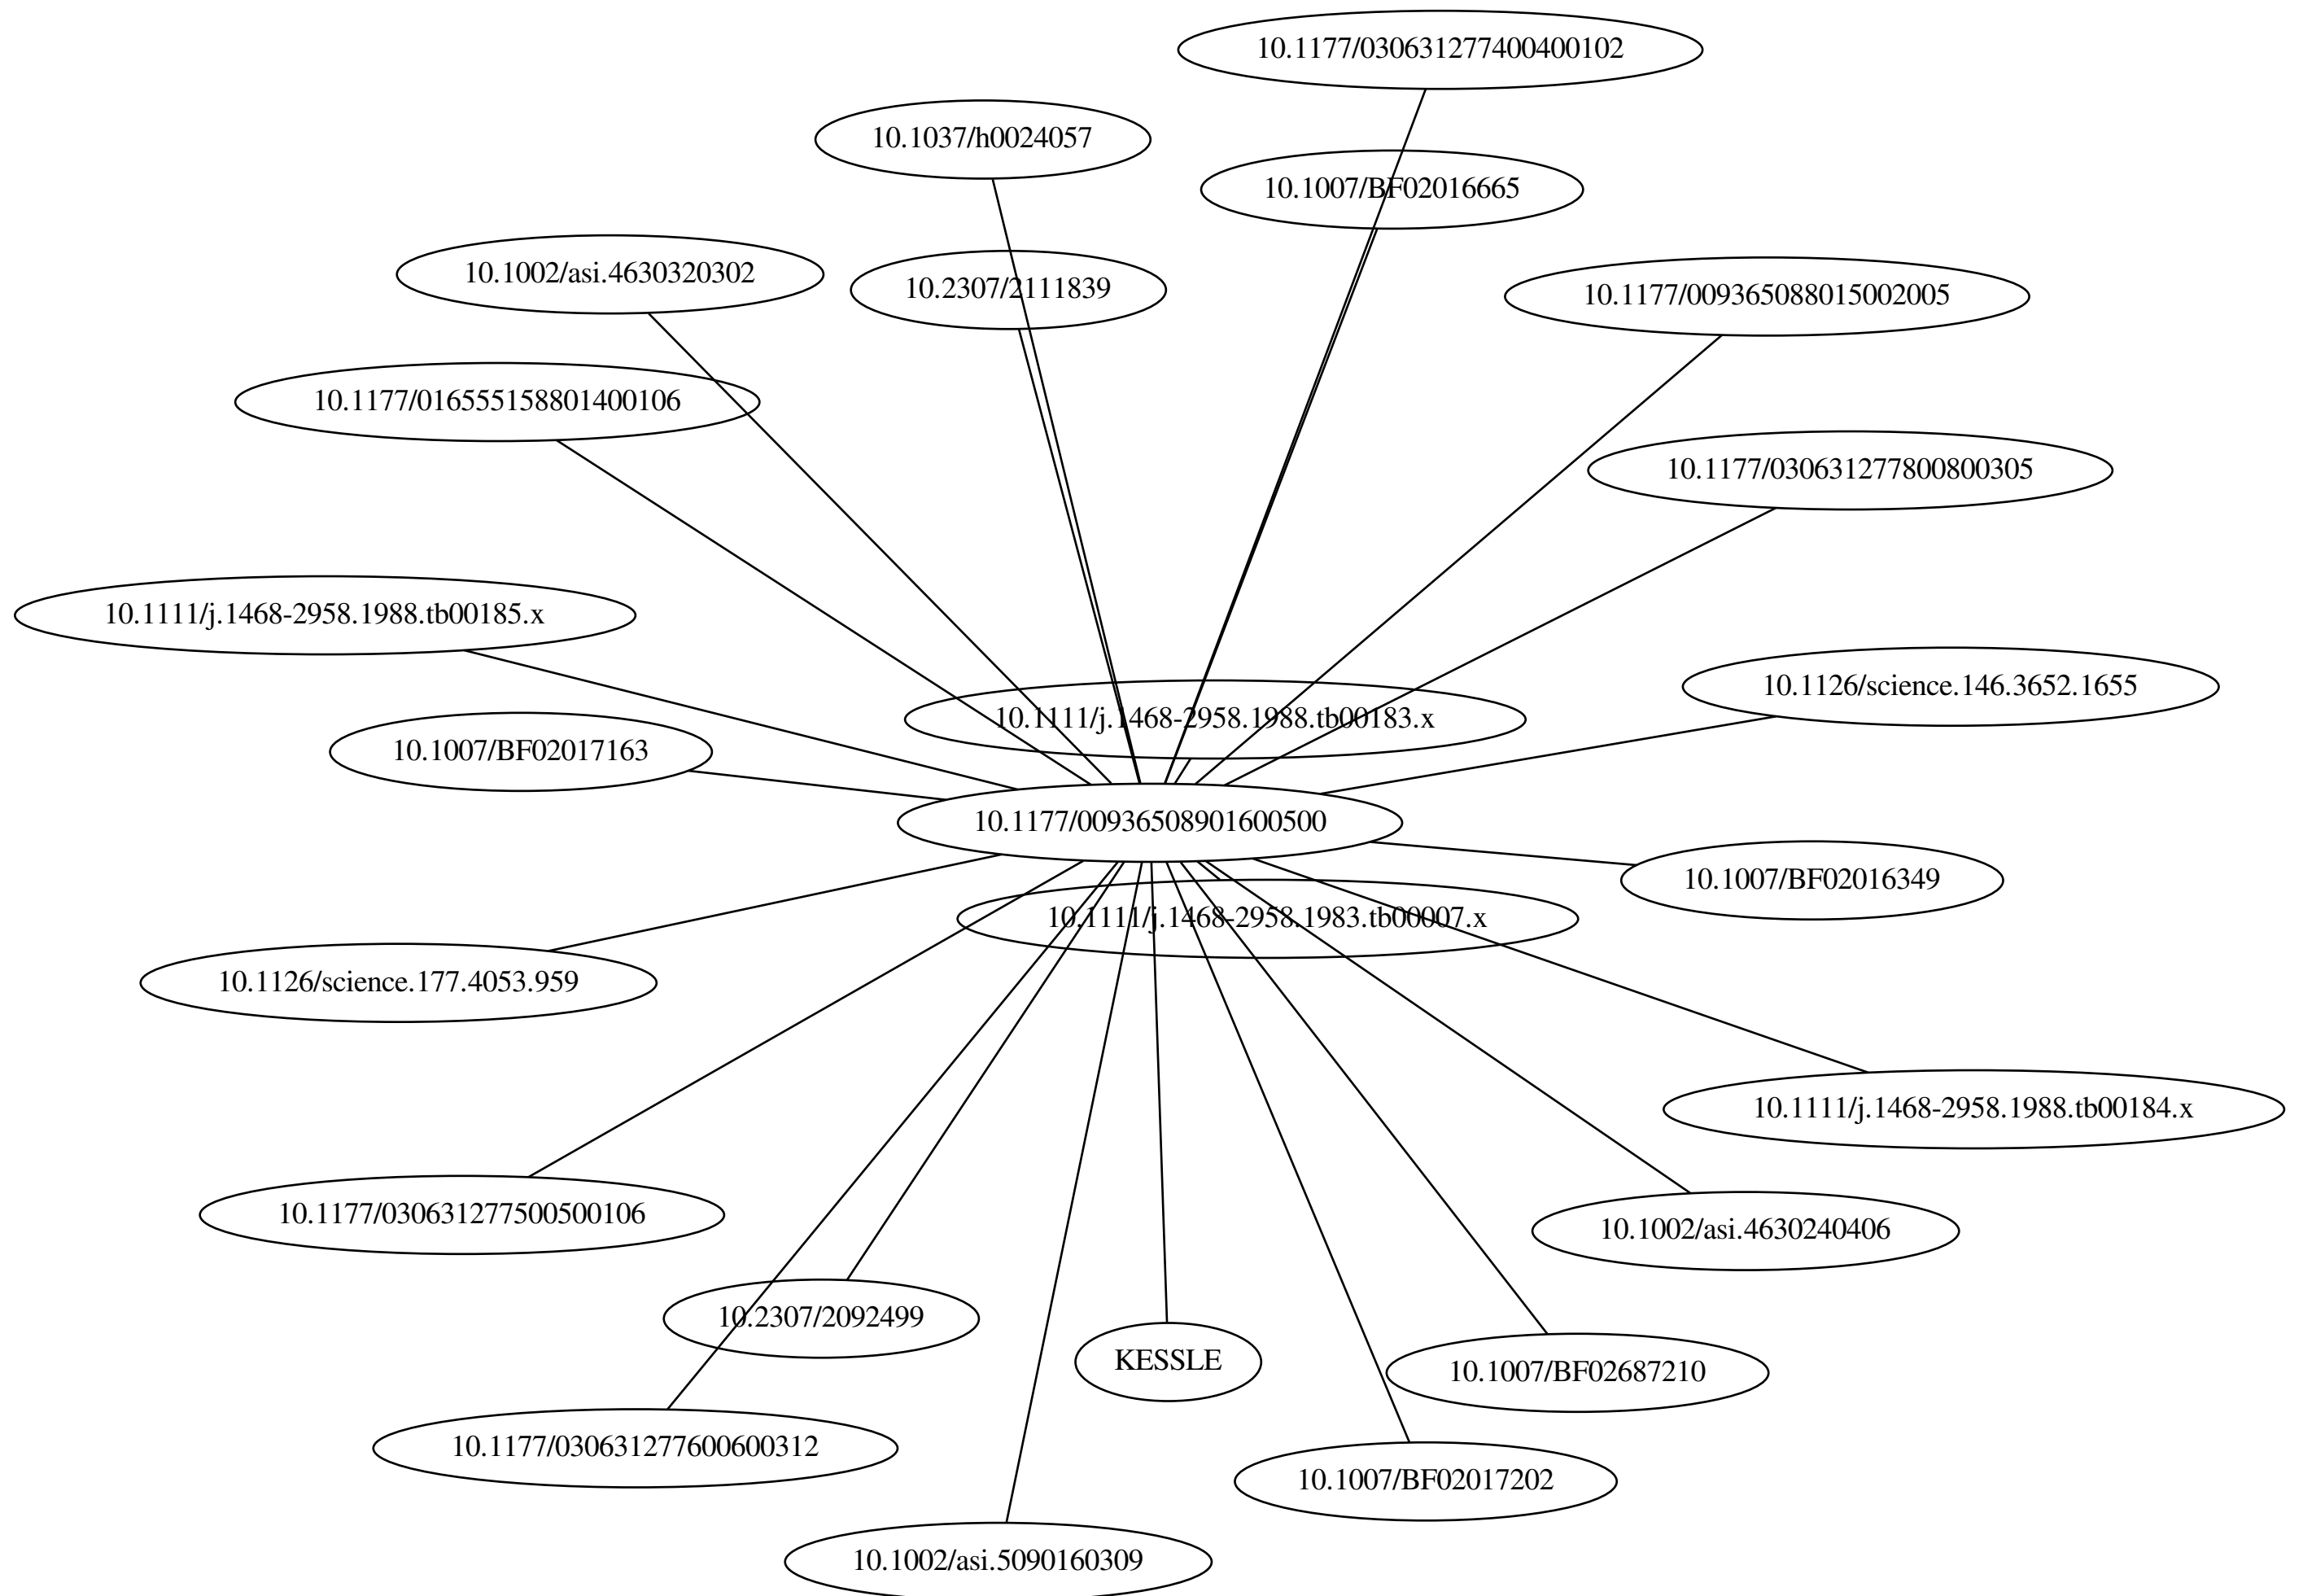 10.1177/030631277400400102
10.1037/h0024057
10.1007/BF02016665
10.1002/asi.4630320302
10.2307/2111839
10.1177/009365088015002005
10.1177/016555158801400106
10.1177/030631277800800305
10.1111/j.1468-2958.1988.tb00185.x
10.1126/science.146.3652.1655
10.1111/j.1468-2958.1988.tb00183.x
10.1007/BF02017163
10.1177/00936508901600500
10.1007/BF02016349
10.1111/j.1468-2958.1983.tb00007.x
10.1126/science.177.4053.959
10.1111/j.1468-2958.1988.tb00184.x
10.1177/030631277500500106
10.1002/asi.4630240406
10.2307/2092499
KESSLE
10.1007/BF02687210
10.1177/030631277600600312
10.1007/BF02017202
10.1002/asi.5090160309